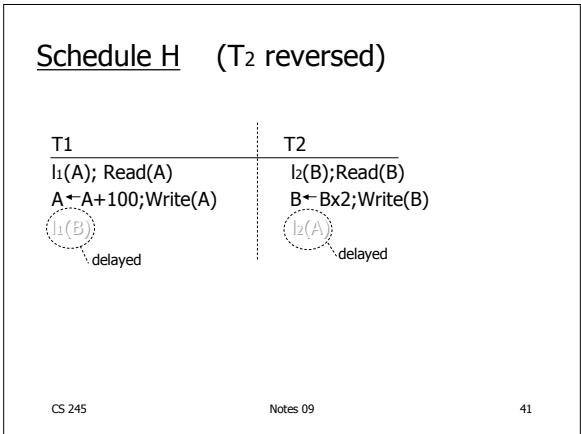 Schedule H (T2 reversed)
T1 T2
l1(A); Read(A) l2(B);Read(B)
A←A+100;Write(A) B←Bx2;Write(B)
l1(B) l2(A)
delayed delayed
CS 245 Notes 09 41